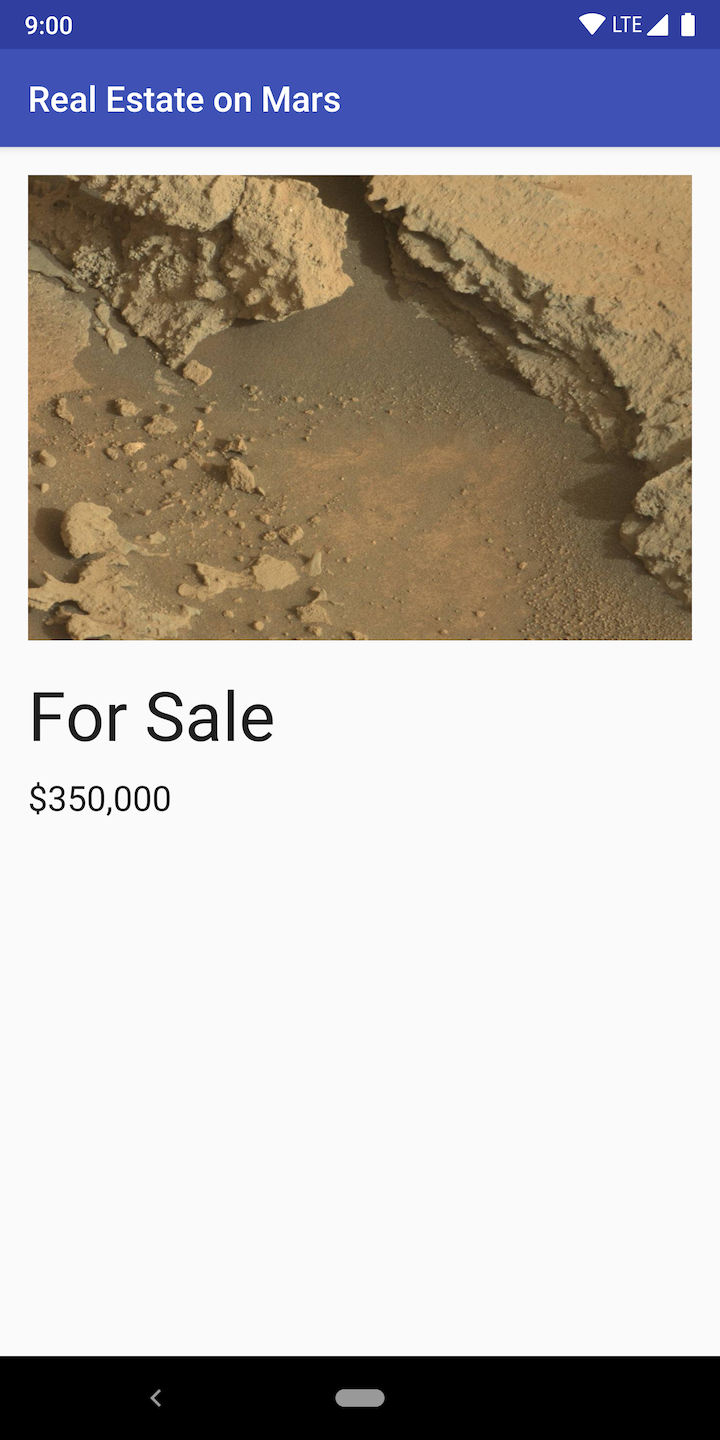 9:00 LTE
Real Estate on Mars
For Sale
$350,000